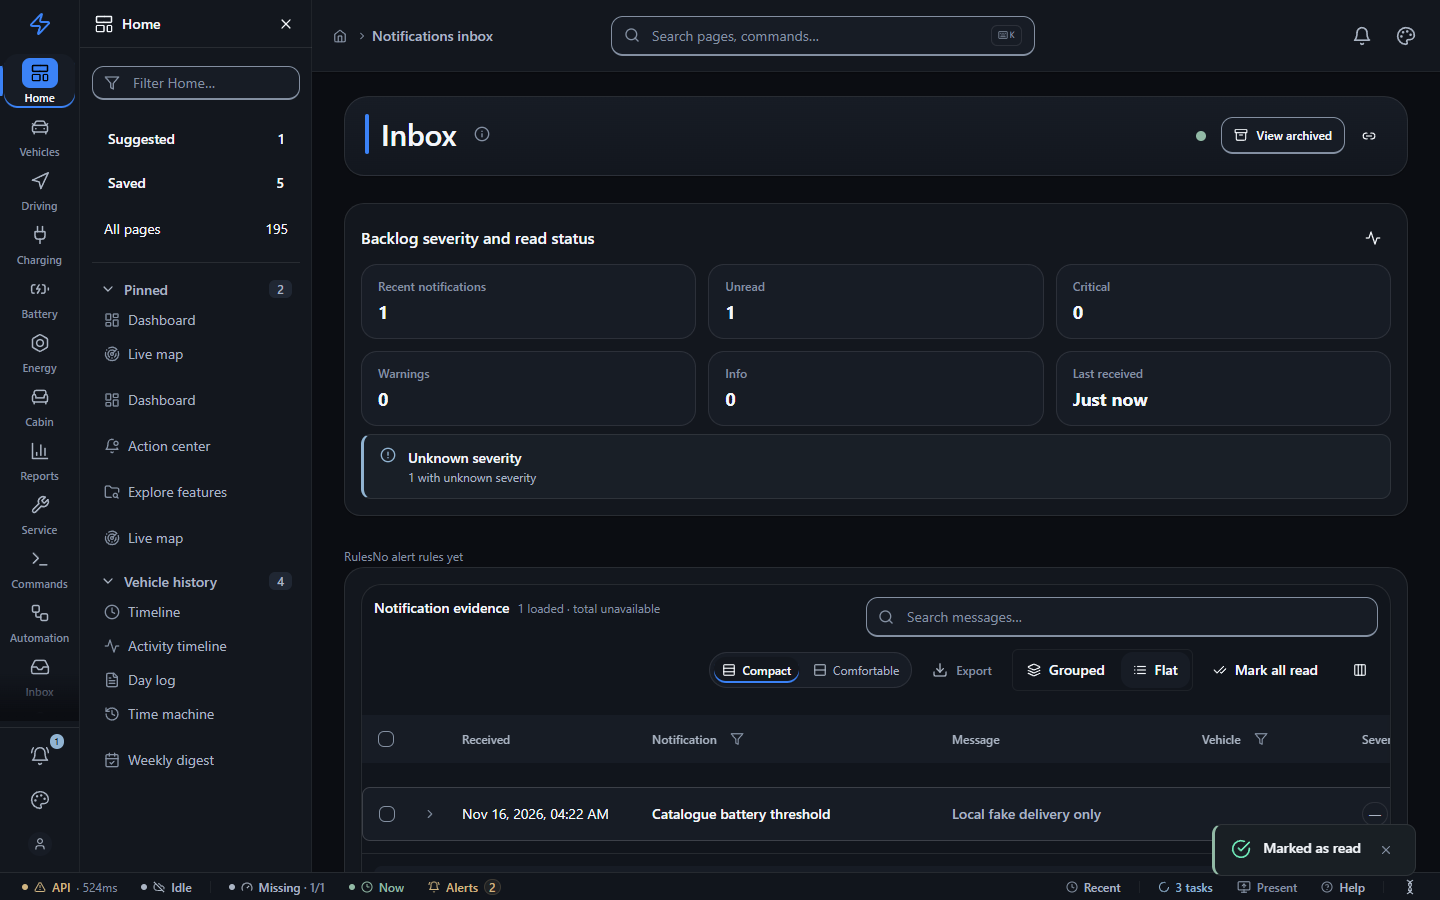 Home
Vehicles
Driving
Charging
Battery
Energy
Cabin
Reports
Service
Commands
Automation
Inbox
1
Home
Filter Home...
Suggested 1
Saved 5
All pages 195
Pinned 2
Dashboard
Live map
Dashboard
Action center
Explore features
Live map
Vehicle history 4
Timeline
Activity timeline
Day log
Time machine
Weekly digest
Notifications inbox
Search pages, commands... K
Inbox
View archived
Backlog severity and read status
Recent notifications
1
Unread
1
Critical
0
Warnings
0
Info
0
Last received
Just now
Unknown severity
1 with unknown severity
RulesNo alert rules yet
Notification evidence 1 loaded · total unavailable
Search messages...
Compact Comfortable Export Grouped Flat Mark all read
Received Notification Message Vehicle Sever
Nov 16, 2026, 04:22 AM Catalogue battery threshold Local fake delivery only —
Marked as read
API · 524ms Idle Missing · 1/1 Now Alerts 2 Recent 3 tasks Present Help